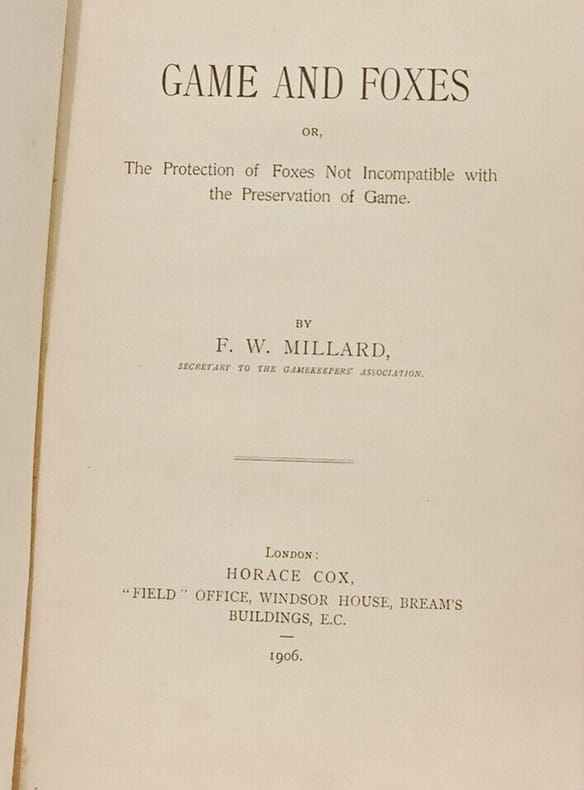 GAME AND FOXES
OR,
The Protection of Foxes Not Incompatible with
the Preservation of Game.
BY
F. W. MILLARD,
SECRETARY TO THE GAMEKEEPERS' ASSOCIATION.
London:
HORACE COX,
"FIELD" OFFICE, WINDSOR HOUSE, BREAM'S
BUILDINGS, E.C.
1906.